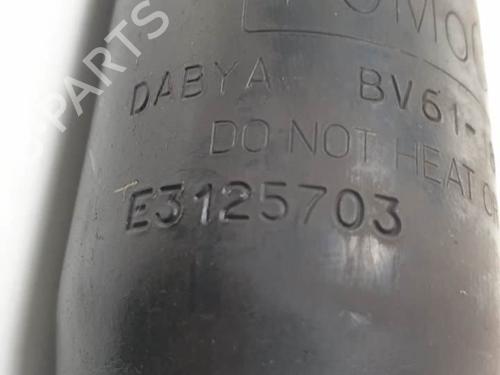 DABYA BV61-
DO NOT HEAT O
E3125703